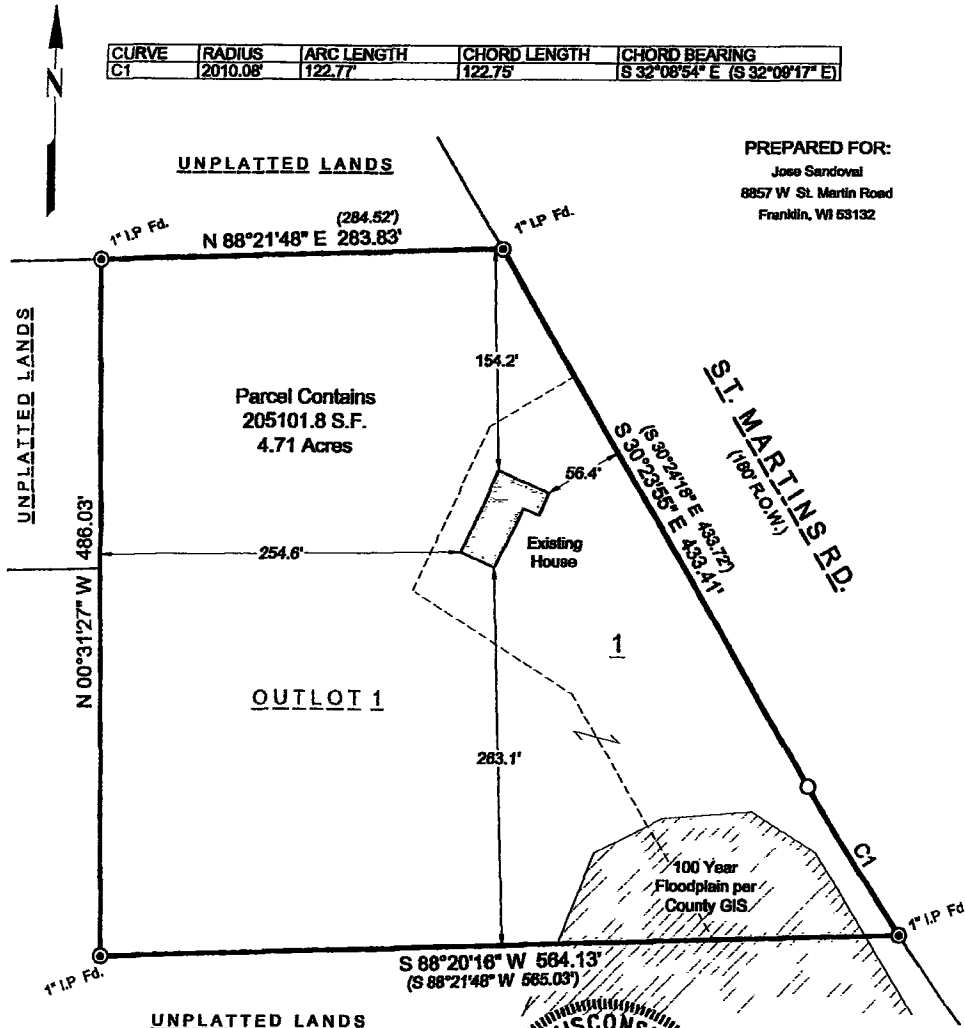 N
CURVE RADIUS ARC LENGTH CHORD LENGTH CHORD BEARING
C1 2010.08' 122.77' 122.75' S 32°08'54" E (S 32°09'17" E)
UNPLATTED LANDS
PREPARED FOR:
Jose Sandoval
8857 W St. Martin Road
Franklin, WI 53132
1" I.P Fd.
(284.52')
N 88°21'48" E 283.83'
1" I.P Fd.
UNPLATTED LANDS
154.2'
Parcel Contains
205101.8 S.F.
4.71 Acres
ST. MARTINS RD.
(160' R.O.W.)
(S 30°24'18" E 433.72')
S 30°23'55" E 433.41'
56.4'
254.6'
Existing
House
N 00°31'27" W 486.03'
1
OUTLOT 1
263.1'
C1
100 Year
Floodplain per
County GIS.
1" I.P Fd
1" I.P Fd.
S 88°20'16" W 564.13'
(S 88°21'48" W 565.03')
UNPLATTED LANDS